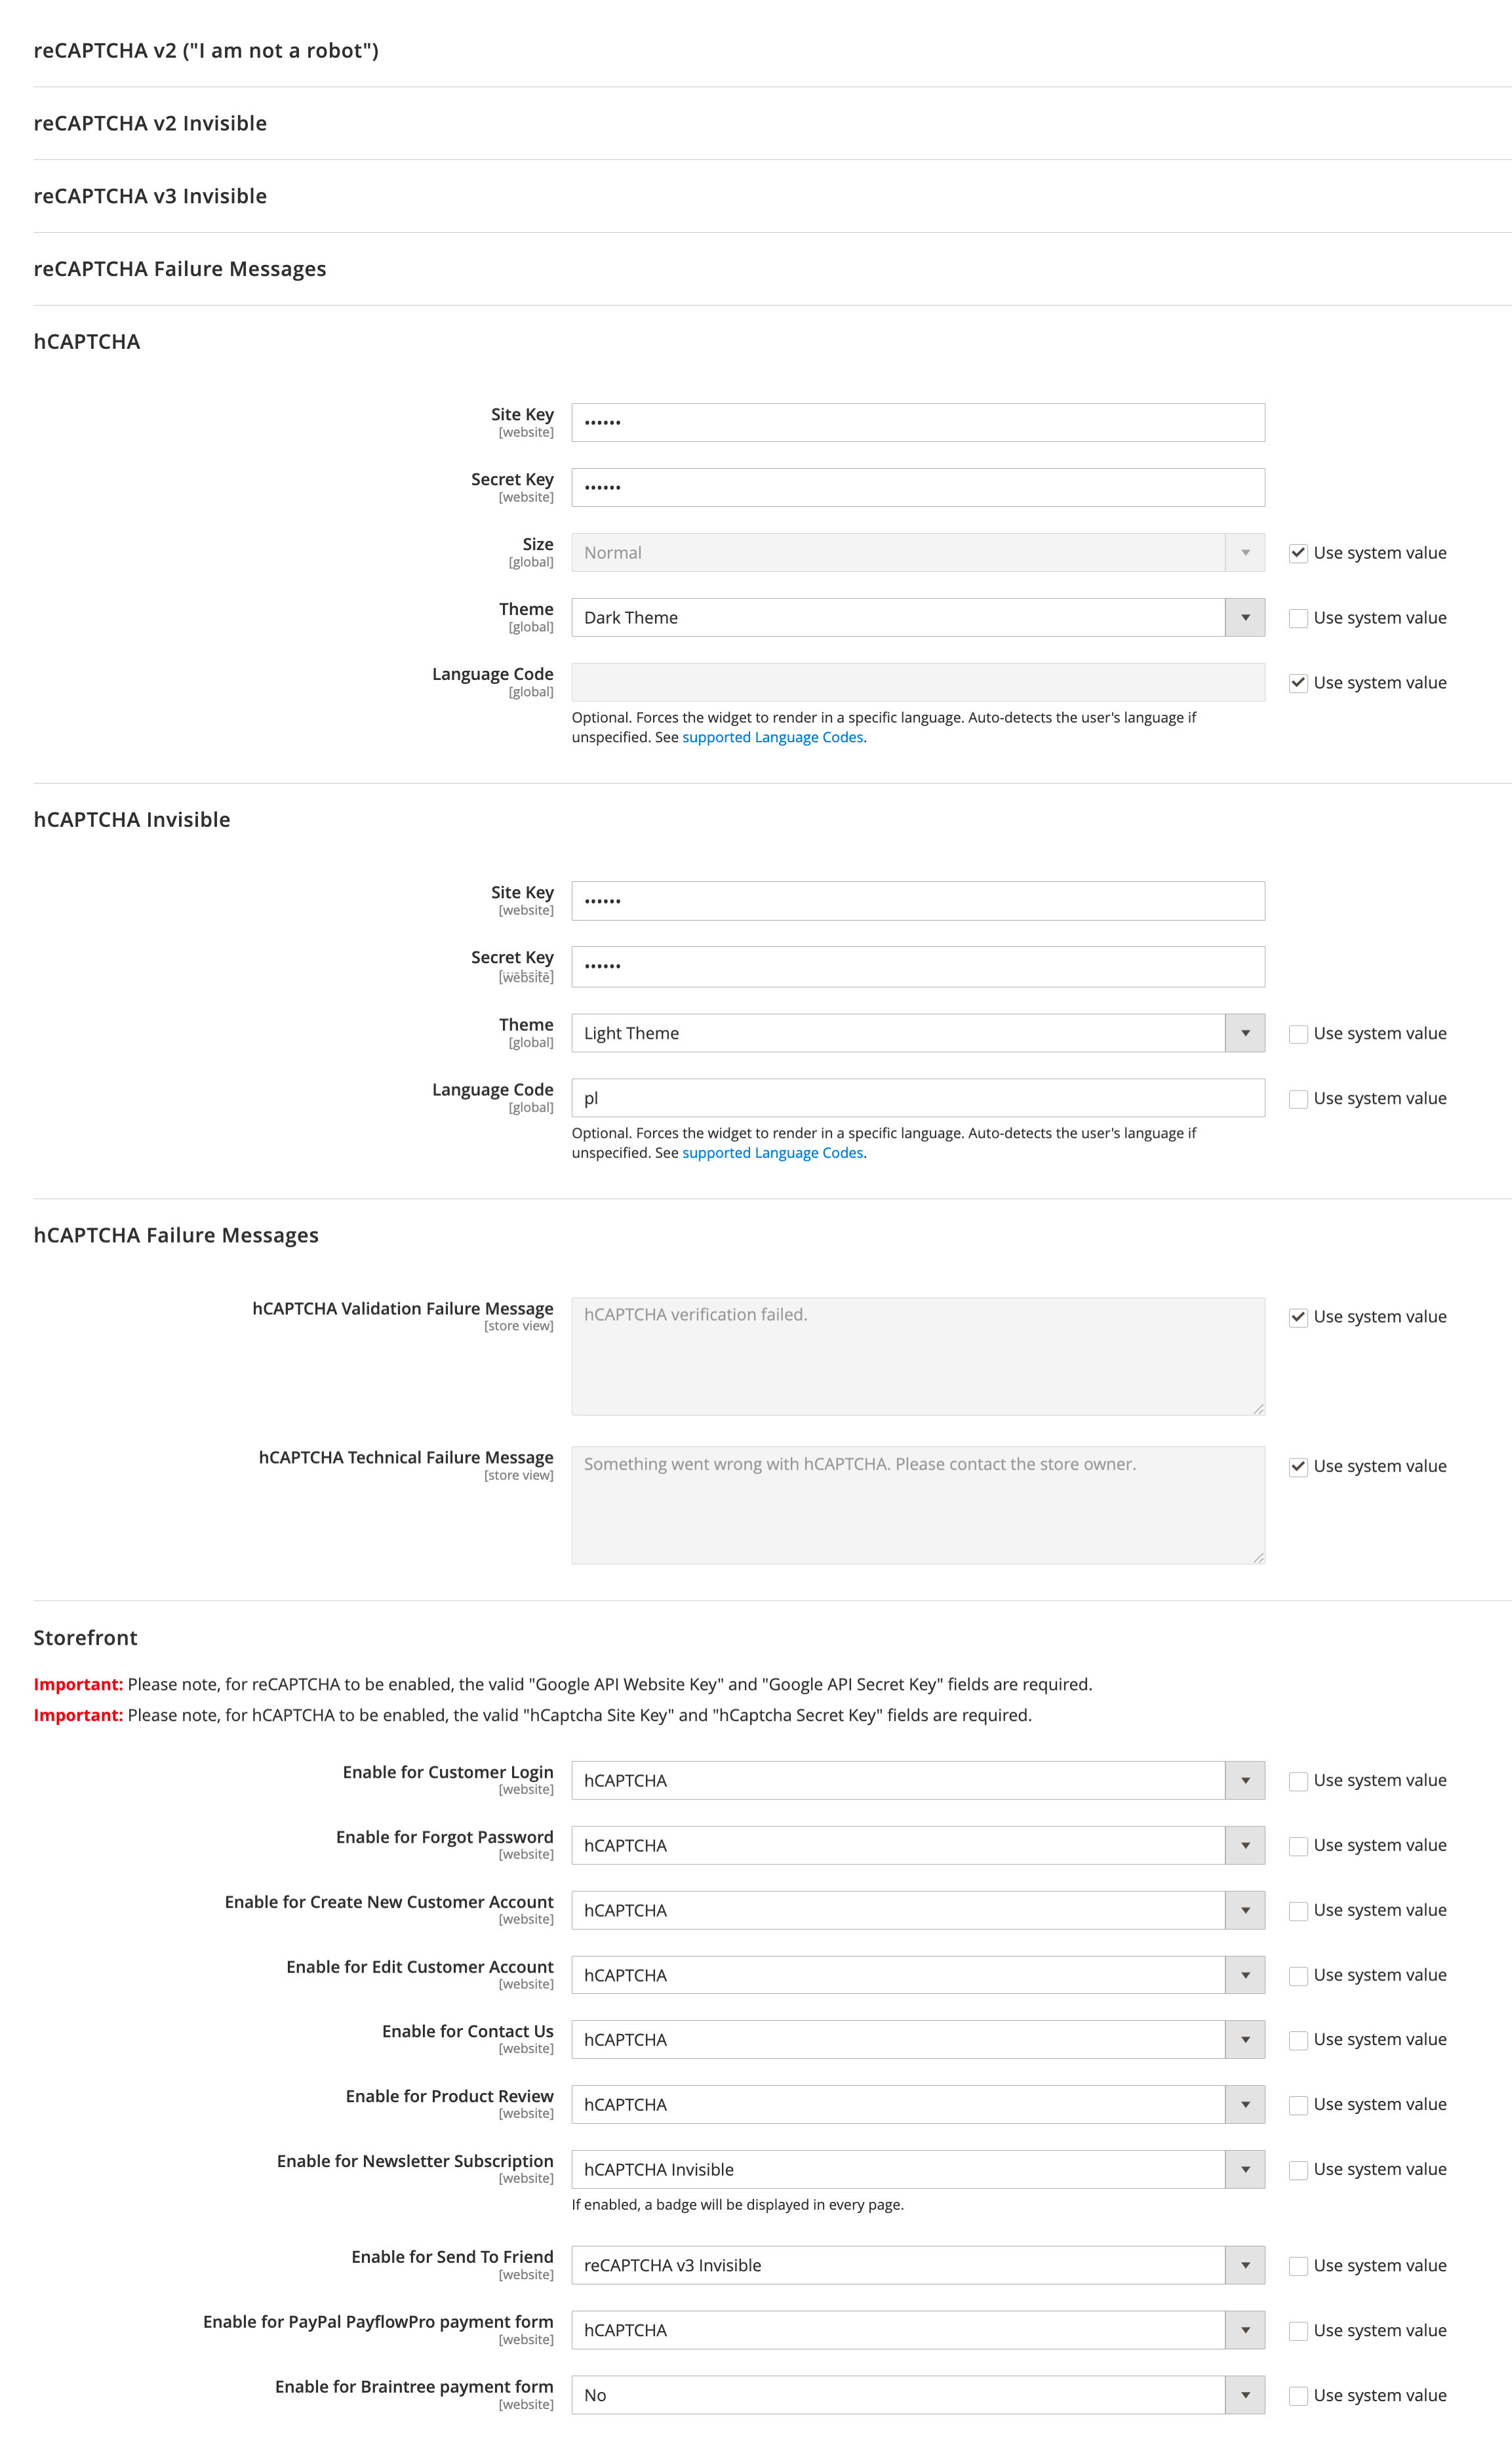 reCAPTCHA v2 ("I am not a robot")
reCAPTCHA v2 Invisible
reCAPTCHA v3 Invisible
reCAPTCHA Failure Messages
hCAPTCHA
Site Key
[website]
••••••
Secret Key
[website]
••••••
Size
[global]
Normal
Use system value
Theme
[global]
Dark Theme
Use system value
Language Code
[global]
Use system value
Optional. Forces the widget to render in a specific language. Auto-detects the user's language if
unspecified. See supported Language Codes.
hCAPTCHA Invisible
Site Key
[website]
••••••
Secret Key
[website]
••••••
Theme
[global]
Light Theme
Use system value
Language Code
[global]
pl
Use system value
Optional. Forces the widget to render in a specific language. Auto-detects the user's language if
unspecified. See supported Language Codes.
hCAPTCHA Failure Messages
hCAPTCHA Validation Failure Message
[store view]
hCAPTCHA verification failed.
Use system value
hCAPTCHA Technical Failure Message
[store view]
Something went wrong with hCAPTCHA. Please contact the store owner.
Use system value
Storefront
Important: Please note, for reCAPTCHA to be enabled, the valid "Google API Website Key" and "Google API Secret Key" fields are required.
Important: Please note, for hCAPTCHA to be enabled, the valid "hCaptcha Site Key" and "hCaptcha Secret Key" fields are required.
Enable for Customer Login
[website]
hCAPTCHA
Use system value
Enable for Forgot Password
[website]
hCAPTCHA
Use system value
Enable for Create New Customer Account
[website]
hCAPTCHA
Use system value
Enable for Edit Customer Account
[website]
hCAPTCHA
Use system value
Enable for Contact Us
[website]
hCAPTCHA
Use system value
Enable for Product Review
[website]
hCAPTCHA
Use system value
Enable for Newsletter Subscription
[website]
hCAPTCHA Invisible
Use system value
If enabled, a badge will be displayed in every page.
Enable for Send To Friend
[website]
reCAPTCHA v3 Invisible
Use system value
Enable for PayPal PayflowPro payment form
[website]
hCAPTCHA
Use system value
Enable for Braintree payment form
[website]
No
Use system value